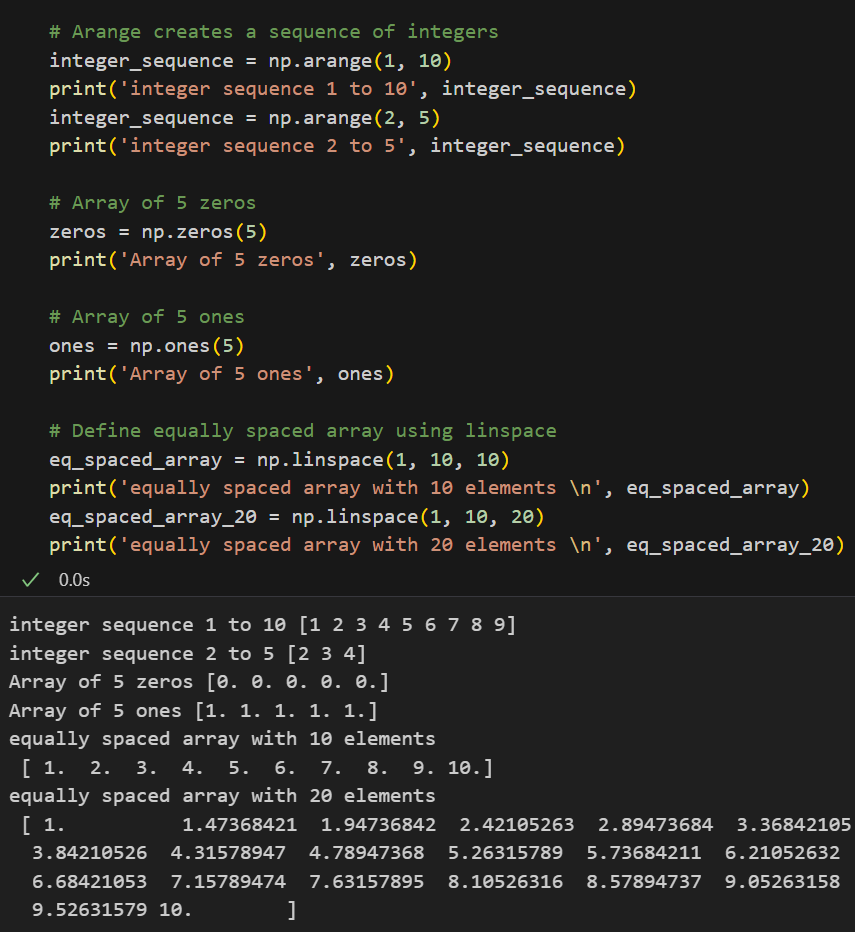 # Arange creates a sequence of integers
integer_sequence = np.arange(1, 10)
print('integer sequence 1 to 10', integer_sequence)
integer_sequence = np.arange(2, 5)
print('integer sequence 2 to 5', integer_sequence)
# Array of 5 zeros
zeros = np.zeros(5)
print('Array of 5 zeros', zeros)
# Array of 5 ones
ones = np.ones(5)
print('Array of 5 ones', ones)
# Define equally spaced array using linspace
eq_spaced_array = np.linspace(1, 10, 10)
print('equally spaced array with 10 elements \n', eq_spaced_array)
eq_spaced_array_20 = np.linspace(1, 10, 20)
print('equally spaced array with 20 elements \n', eq_spaced_array_20)
✓ 0.0s
integer sequence 1 to 10 [1 2 3 4 5 6 7 8 9]
integer sequence 2 to 5 [2 3 4]
Array of 5 zeros [0. 0. 0. 0. 0.]
Array of 5 ones [1. 1. 1. 1. 1.]
equally spaced array with 10 elements
 [ 1.  2.  3.  4.  5.  6.  7.  8.  9. 10.]
equally spaced array with 20 elements
 [ 1.          1.47368421  1.94736842  2.42105263  2.89473684  3.36842105
  3.84210526  4.31578947  4.78947368  5.26315789  5.73684211  6.21052632
  6.68421053  7.15789474  7.63157895  8.10526316  8.57894737  9.05263158
  9.52631579 10.        ]